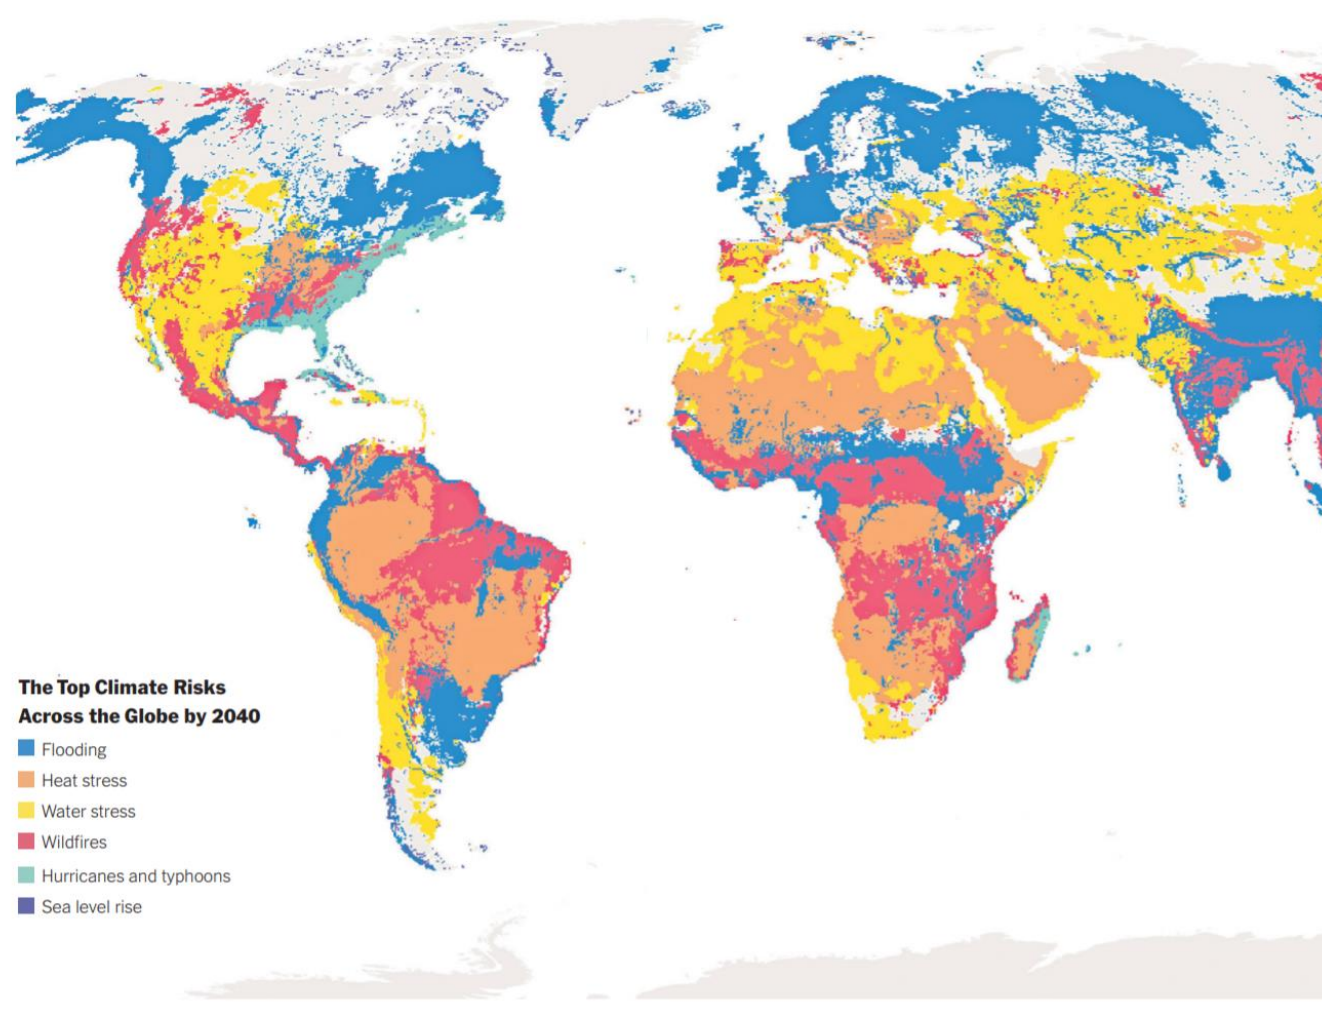 The Top Climate Risks
Across the Globe by 2040
Flooding
Heat stress
Water stress
Wildfires
Hurricanes and typhoons
Sea level rise